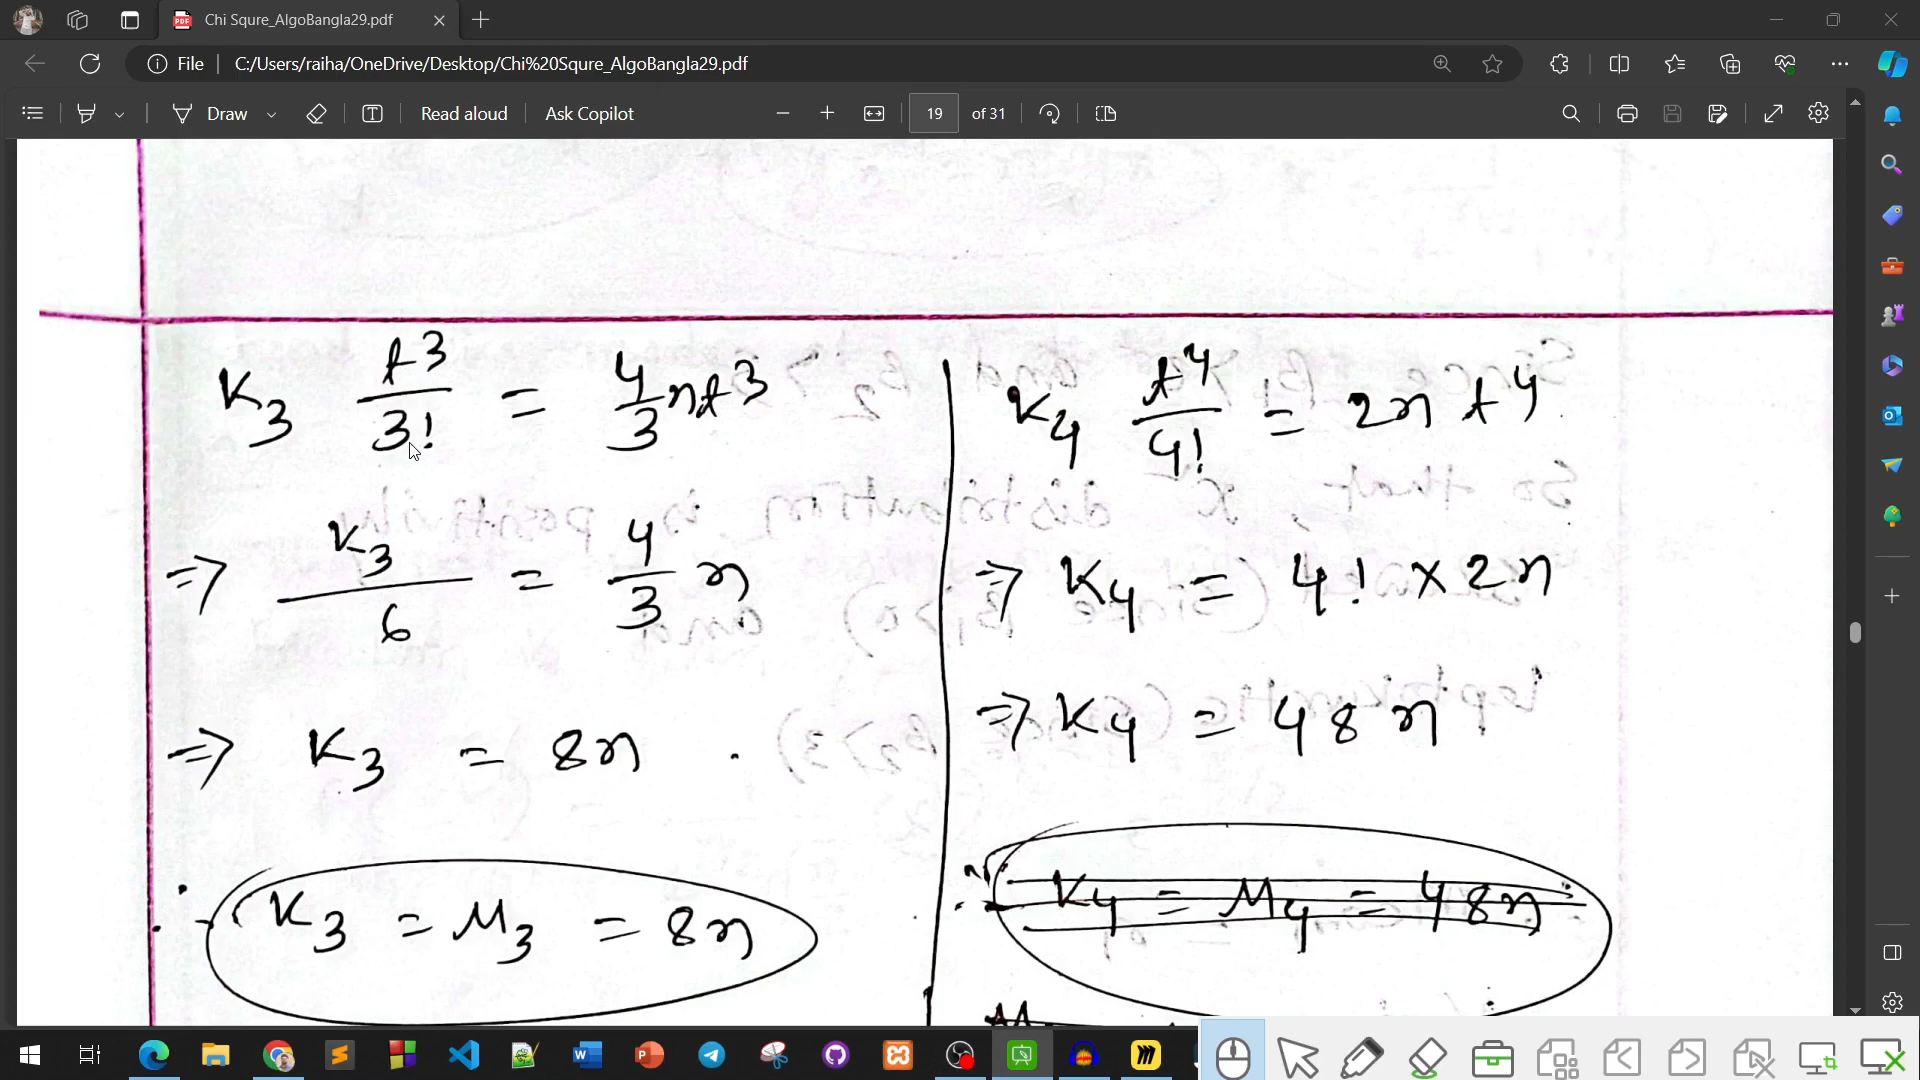 Chi Squre_AlgoBangla29.pdf
File
C:/Users/raiha/OneDrive/Desktop/Chi%20Squre_AlgoBangla29.pdf
Draw
Read aloud
Ask Copilot
19 of 31
K₃ t³/3! = 4/3 nt³
⇒ K₃/6 = 4/3 n
⇒ K₃ = 8n
∴ K₃ = M₃ = 8n
K₄ t⁴/4! = 2n t⁴
⇒ K₄ = 4! × 2n
⇒ K₄ = 48n
∴ K₄ = M₄ = 48n